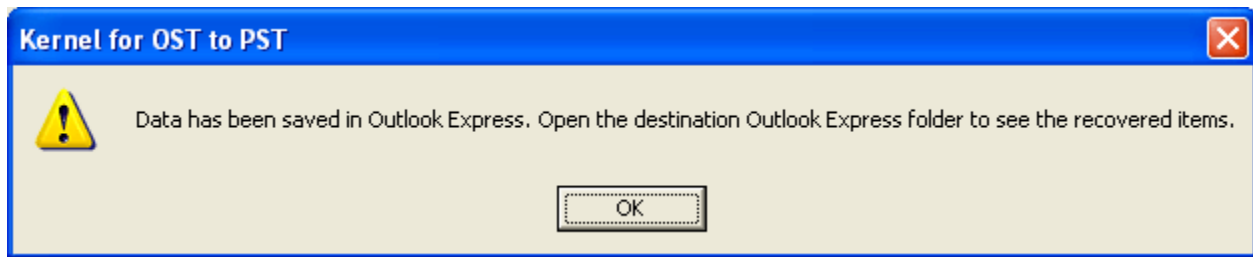 Kernel for OST to PST
Data has been saved in Outlook Express. Open the destination Outlook Express folder to see the recovered items.
OK